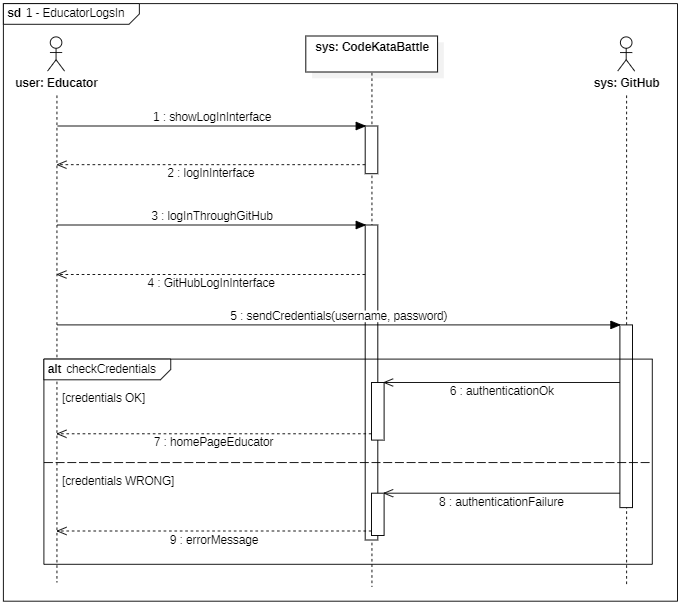 sd 1 - EducatorLogsIn
user: Educator
sys: CodeKataBattle
sys: GitHub
1 : showLogInInterface
2 : logInInterface
3 : logInThroughGitHub
4 : GitHubLogInInterface
5 : sendCredentials(username, password)
alt checkCredentials
[credentials OK]
6 : authenticationOk
7 : homePageEducator
[credentials WRONG]
8 : authenticationFailure
9 : errorMessage